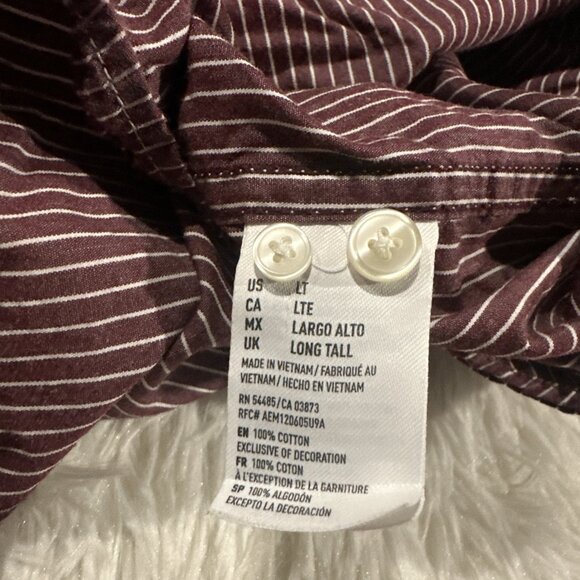 US LT
CA LTE
MX LARGO ALTO
UK LONG TALL
MADE IN VIETNAM / FABRIQUÉ AU
VIETNAM / HECHO EN VIETNAM
RN 54485 / CA 03873
RFC# AEM120605U9A
EN 100% COTTON
EXCLUSIVE OF DECORATION
FR 100% COTON
À L'EXCEPTION DE LA GARNITURE
SP 100% ALGODÓN
EXCEPTO LA DECORACIÓN